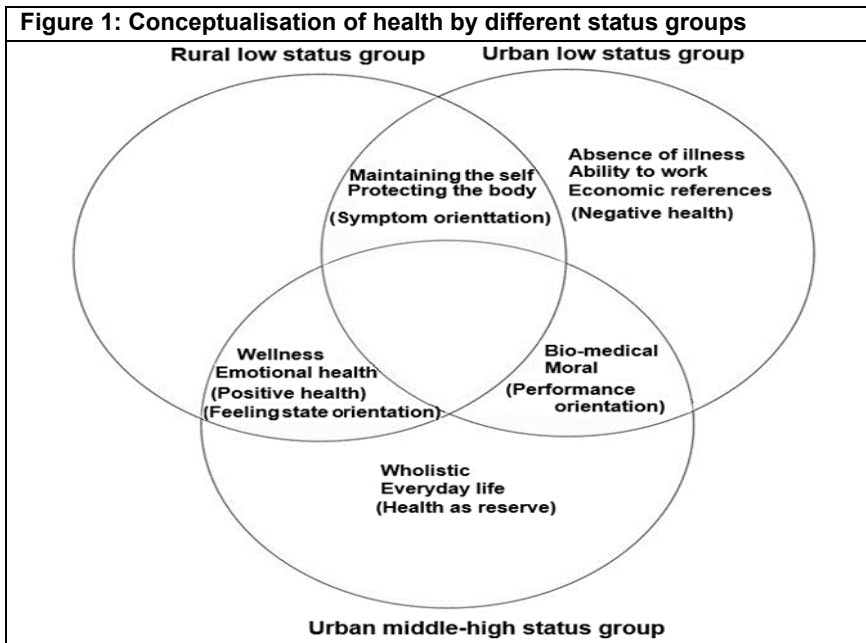 Figure 1: Conceptualisation of health by different status groups
Rural low status group
Urban low status group
Maintaining the self
Protecting the body
(Symptom orienttation)
Absence of illness
Ability to work
Economic references
(Negative health)
Wellness
Emotional health
(Positive health)
(Feeling state orientation)
Bio-medical
Moral
(Performance
orientation)
Wholistic
Everyday life
(Health as reserve)
Urban middle-high status group